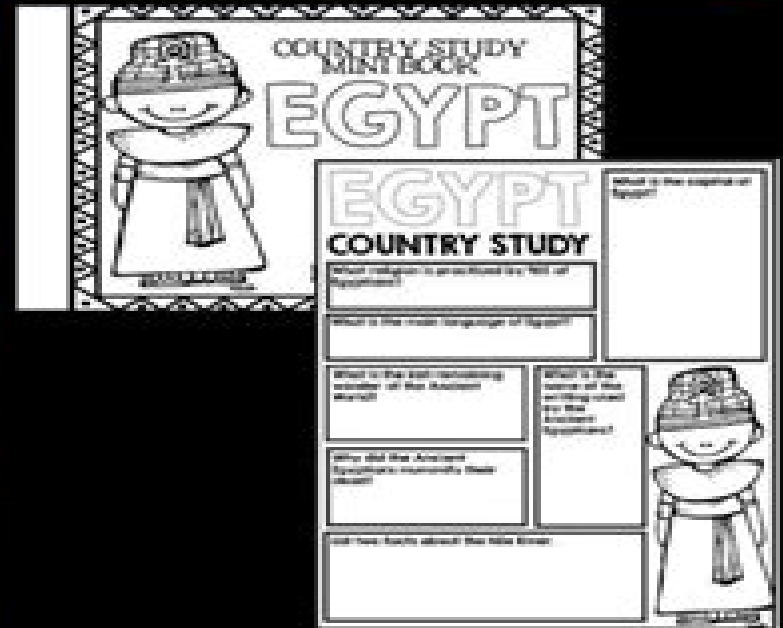 COUNTRY STUDY
MINI BOOK
EGYPT
EGYPT
COUNTRY STUDY
What is the capital of
Egypt?
What religion is practised by 90% of
Egyptians?
What is the main language of Egypt?
What is the last remaining
wonder of the Ancient
World?
What is the
name of the
writing used
by the
Ancient
Egyptians?
Why did the Ancient
Egyptians mummify their
dead?
List two facts about the Nile River.